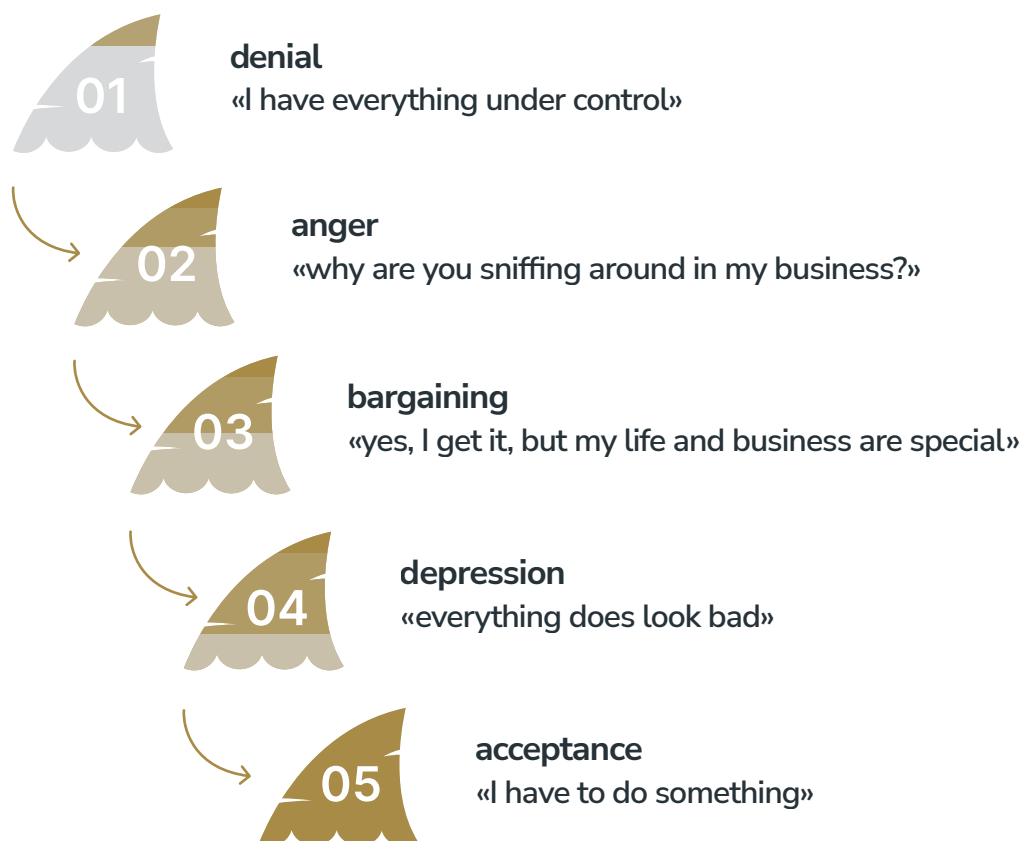 01
denial
«I have everything under control»
02
anger
«why are you sniffing around in my business?»
03
bargaining
«yes, I get it, but my life and business are special»
04
depression
«everything does look bad»
05
acceptance
«I have to do something»